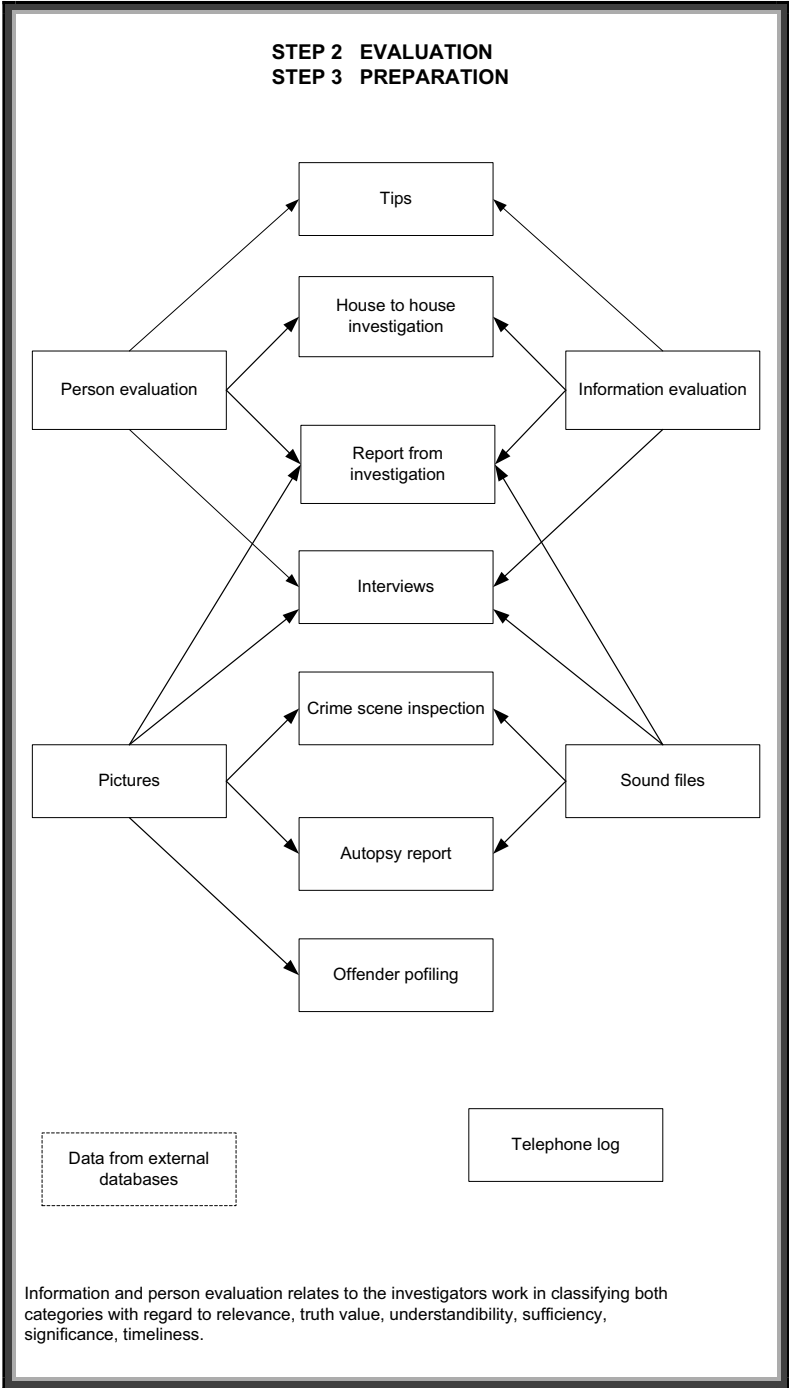 STEP 2 EVALUATION
STEP 3 PREPARATION
Tips
House to house
investigation
Person evaluation
Information evaluation
Report from
investigation
Interviews
Crime scene inspection
Pictures
Sound files
Autopsy report
Offender pofiling
Telephone log
Data from external
databases
Information and person evaluation relates to the investigators work in classifying both
categories with regard to relevance, truth value, understandibility, sufficiency,
significance, timeliness.